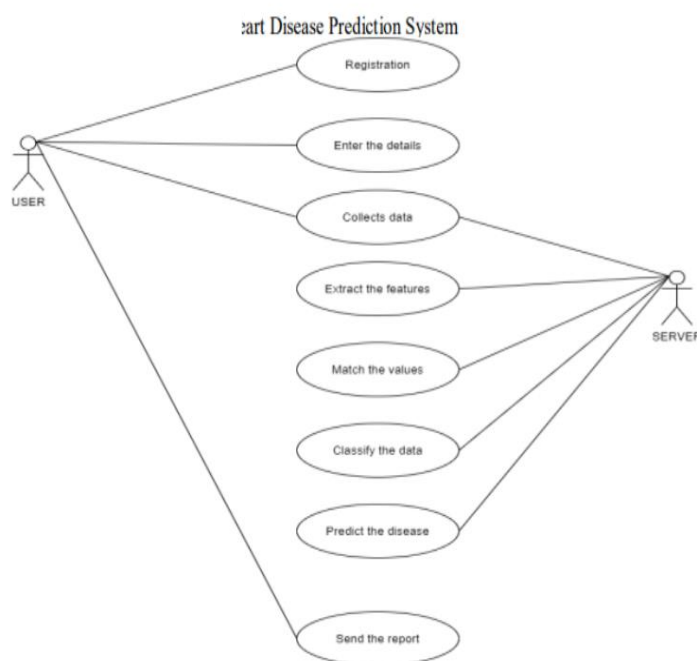 eart Disease Prediction System
Registration
Enter the details
USER
Collects data
Extract the features
SERVER
Match the values
Classify the data
Predict the disease
Send the report